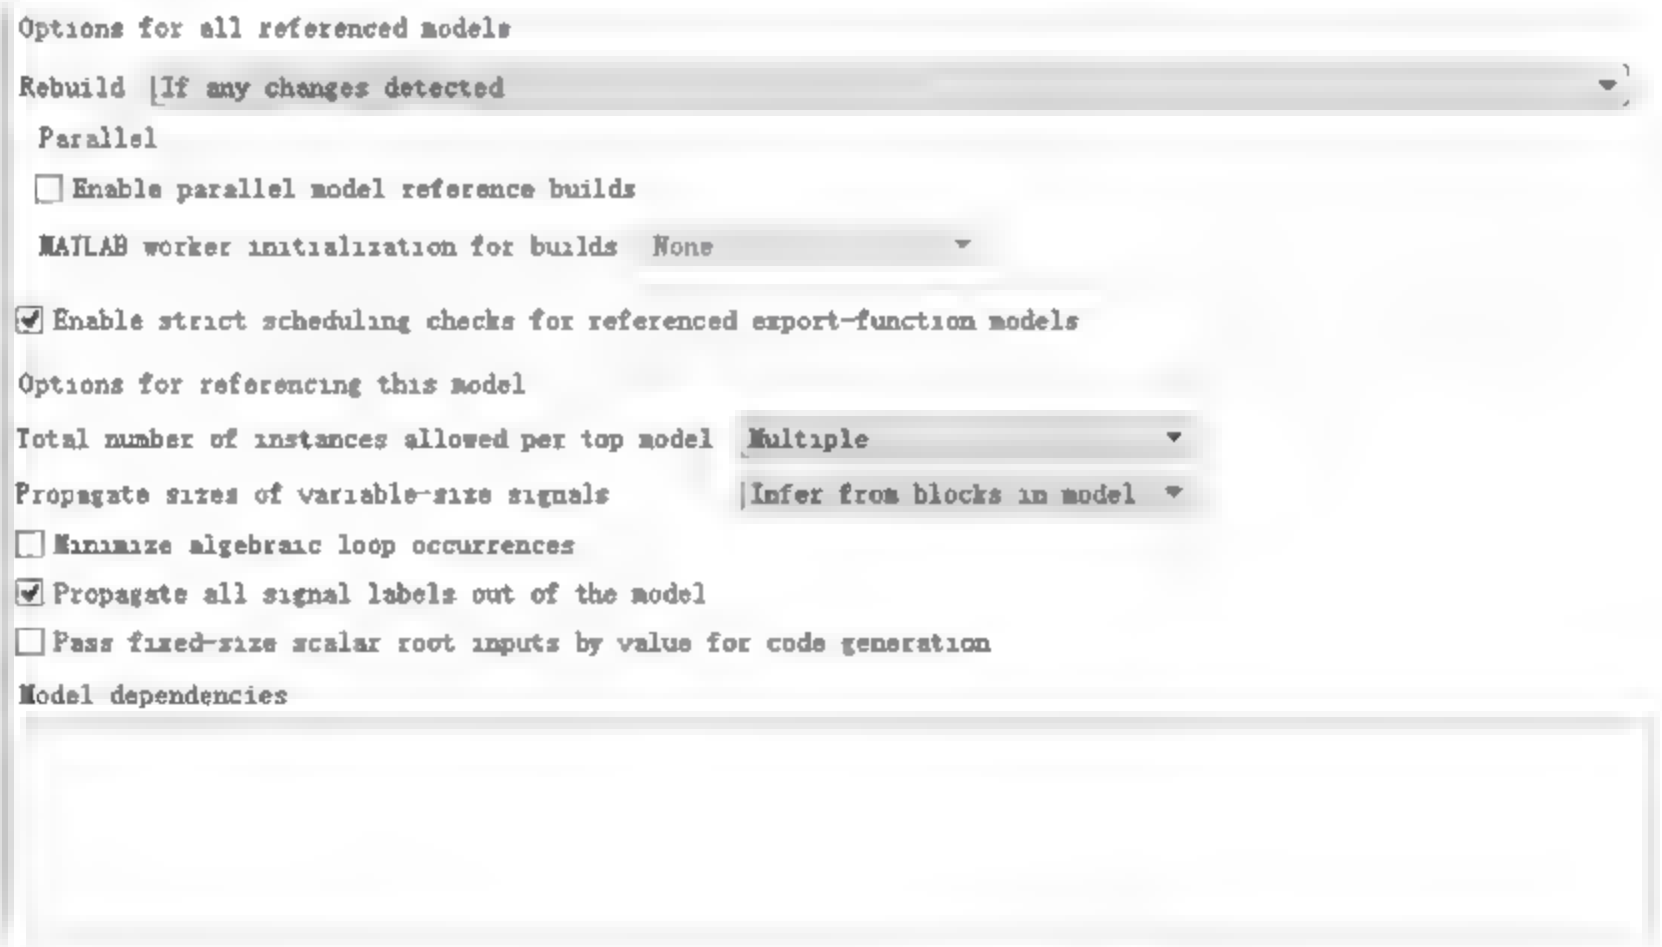 Options for all referenced models
Rebuild If any changes detected
Parallel
Enable parallel model reference builds
MATLAB worker initialization for builds None
Enable strict scheduling checks for referenced export-function models
Options for referencing this model
Total number of instances allowed per top model Multiple
Propagate sizes of variable-size signals Infer from blocks in model
Minimize algebraic loop occurrences
Propagate all signal labels out of the model
Pass fixed-size scalar root inputs by value for code generation
Model dependencies